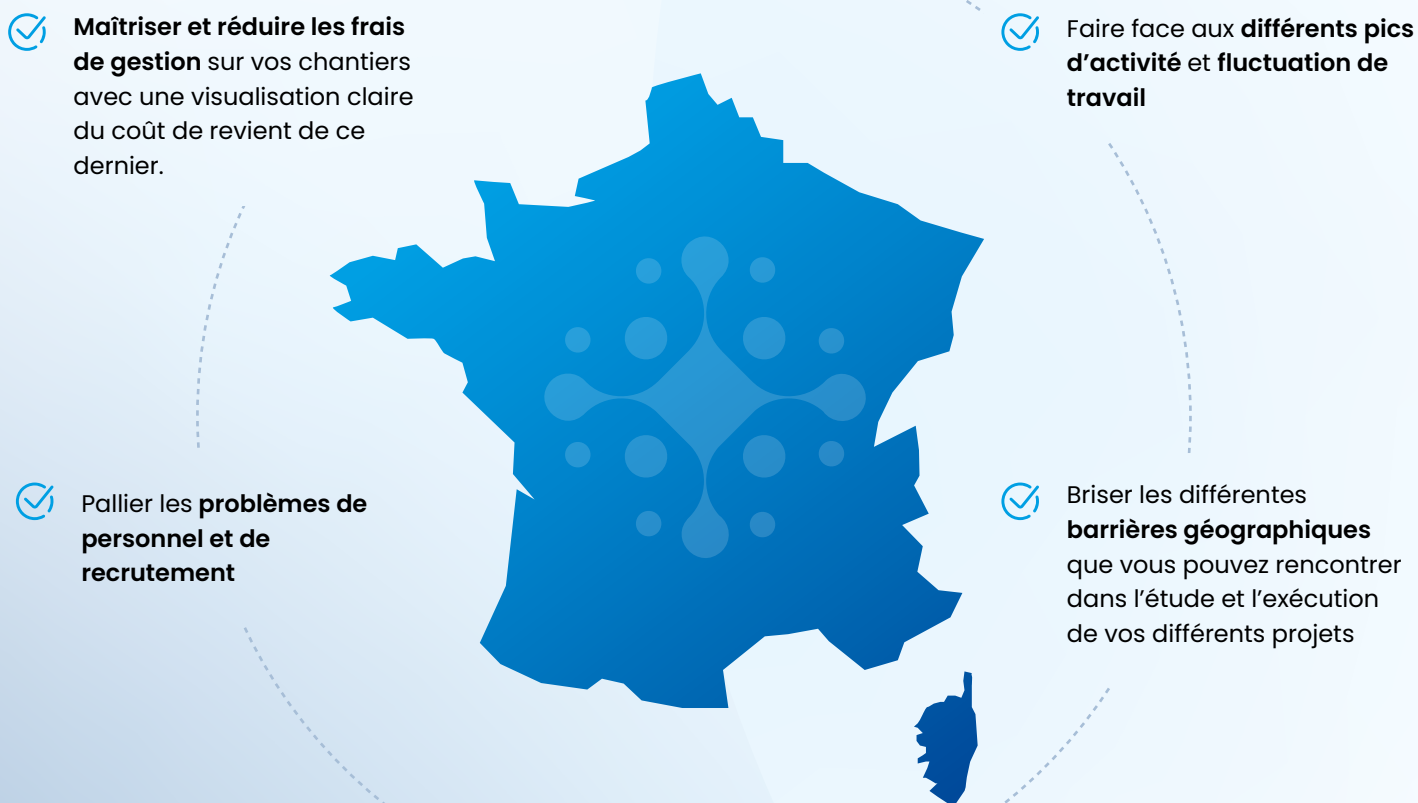 Maîtriser et réduire les frais
de gestion sur vos chantiers
avec une visualisation claire
du coût de revient de ce
dernier.
Faire face aux différents pics
d’activité et fluctuation de
travail
Pallier les problèmes de
personnel et de
recrutement
Briser les différentes
barrières géographiques
que vous pouvez rencontrer
dans l’étude et l’exécution
de vos différents projets